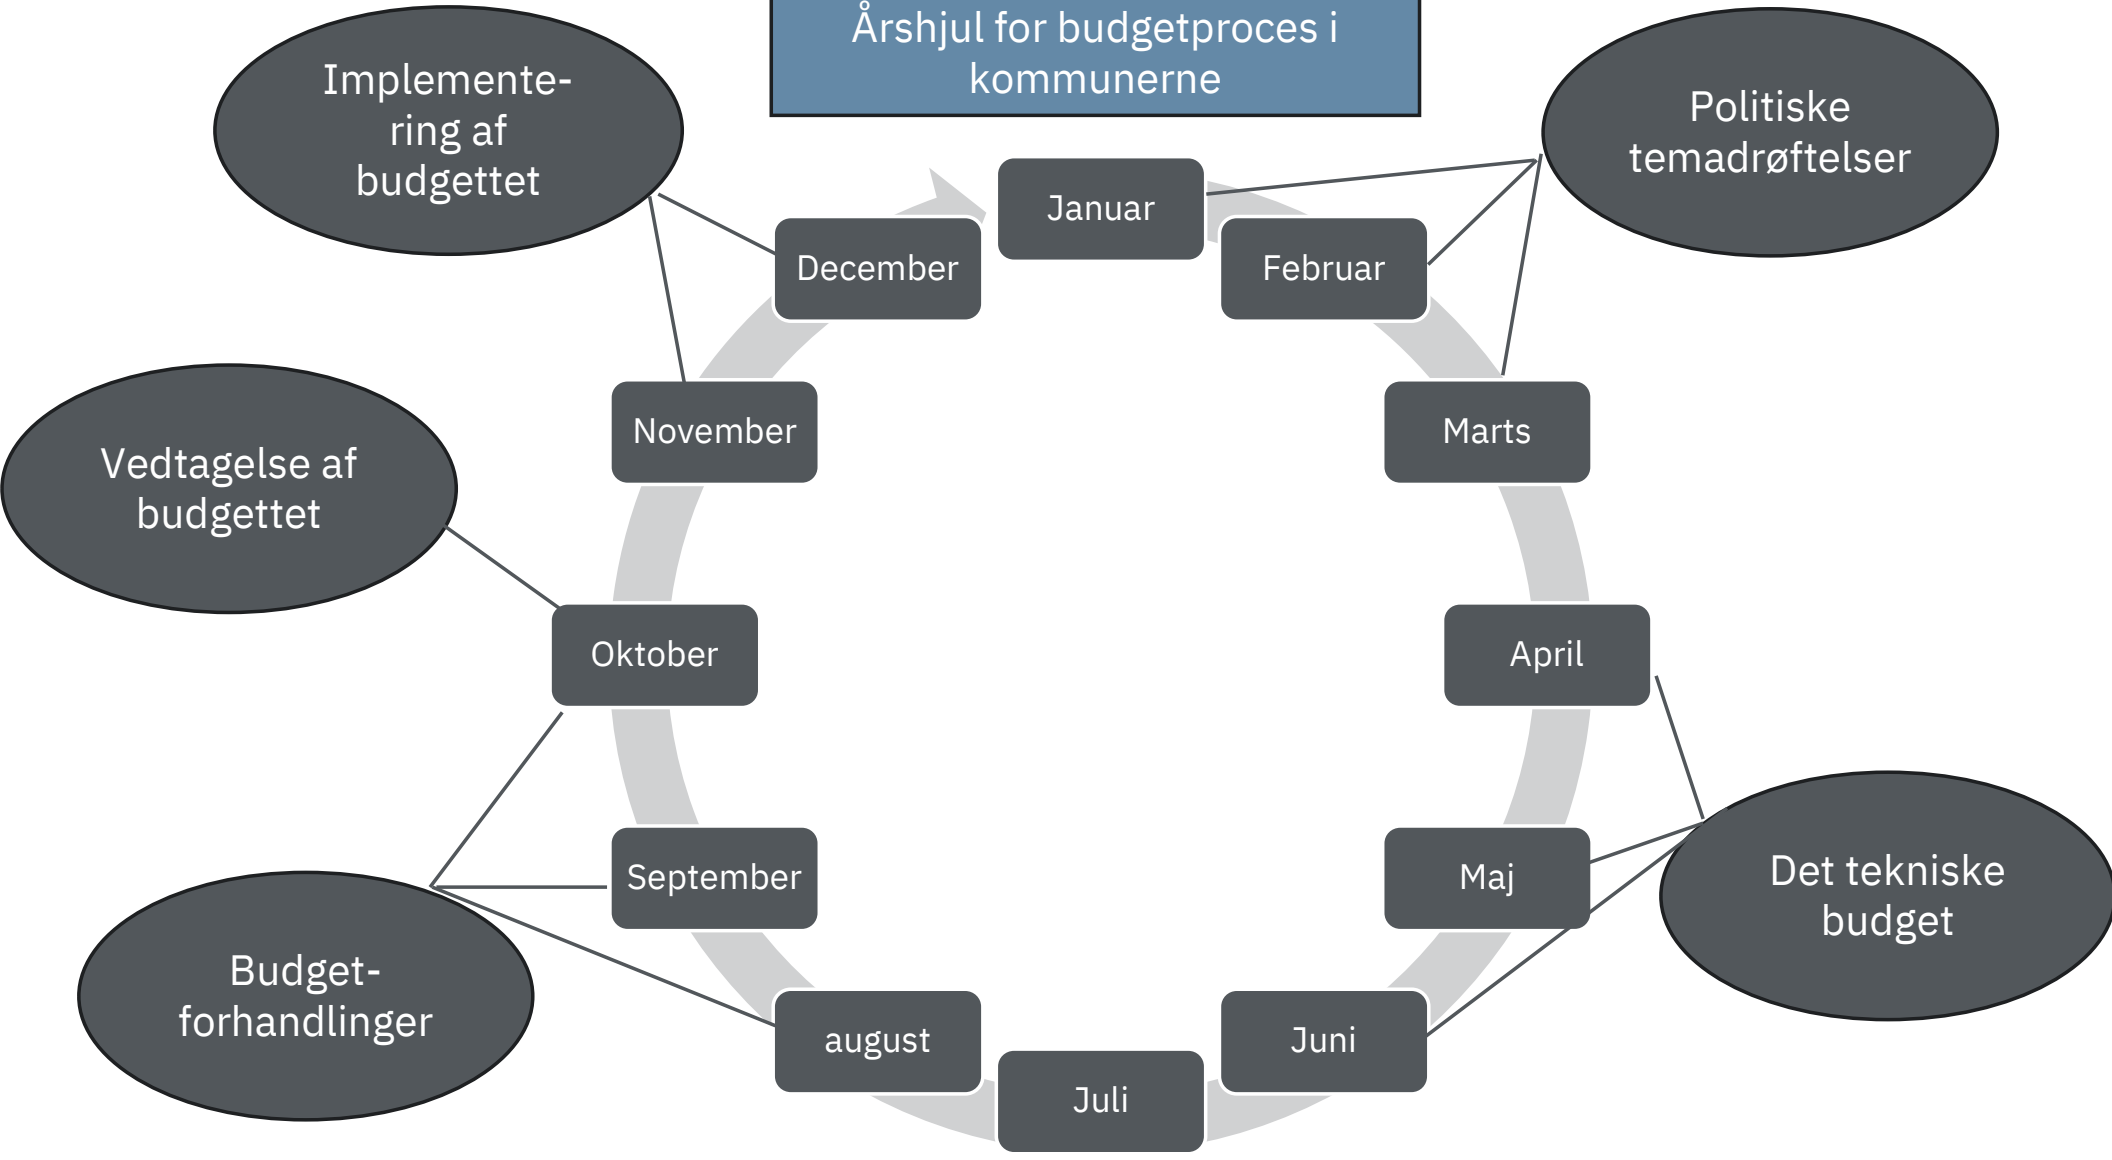 Årshjul for budgetproces i
kommunerne
Implemente-
ring af
budgettet
Politiske
temadrøftelser
Januar
Februar
Marts
April
Maj
Juni
Juli
august
September
Oktober
November
December
Vedtagelse af
budgettet
Det tekniske
budget
Budget-
forhandlinger